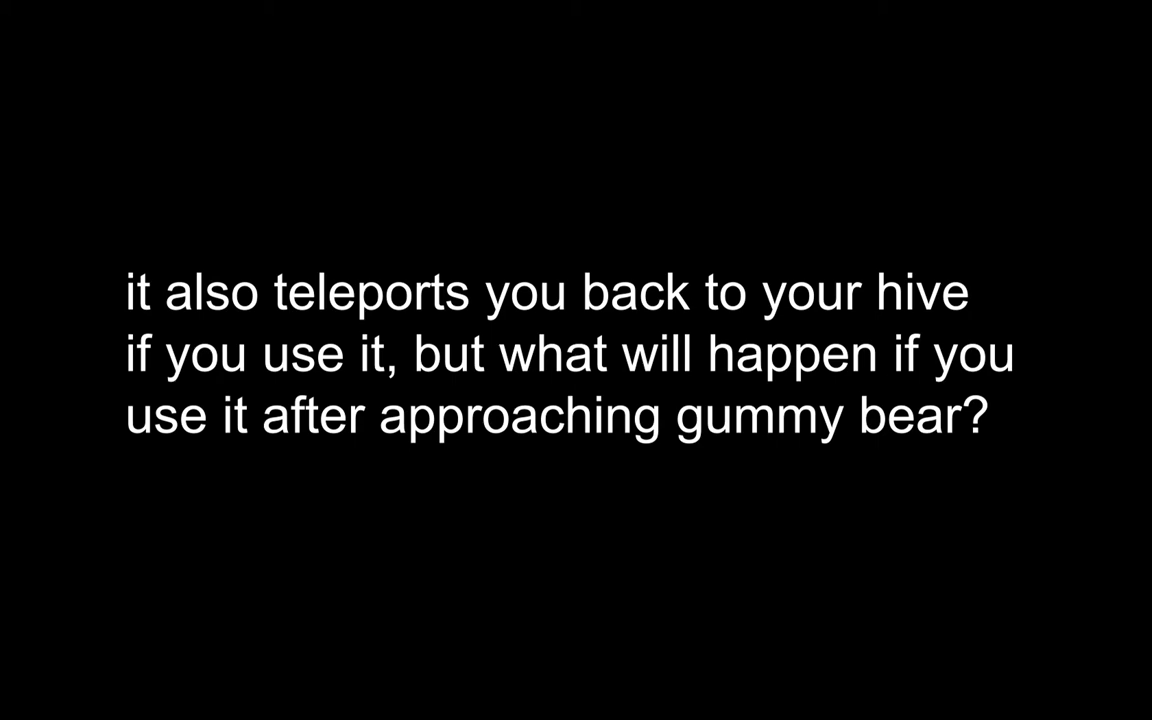 it also teleports you back to your hive
if you use it, but what will happen if you
use it after approaching gummy bear?